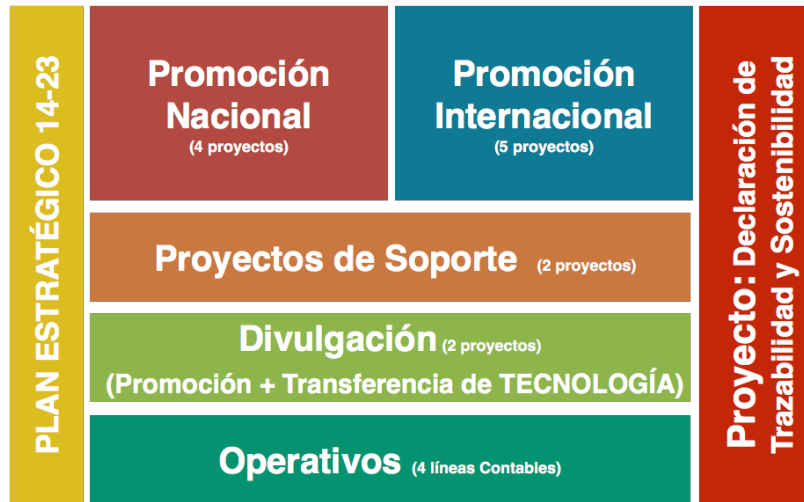 PLAN ESTRATÉGICO 14-23
Promoción
Nacional
(4 proyectos)
Promoción
Internacional
(5 proyectos)
Proyectos de Soporte (2 proyectos)
Divulgación (2 proyectos)
(Promoción + Transferencia de TECNOLOGÍA)
Operativos (4 líneas Contables)
Proyecto: Declaración de
Trazabilidad y Sostenibilidad